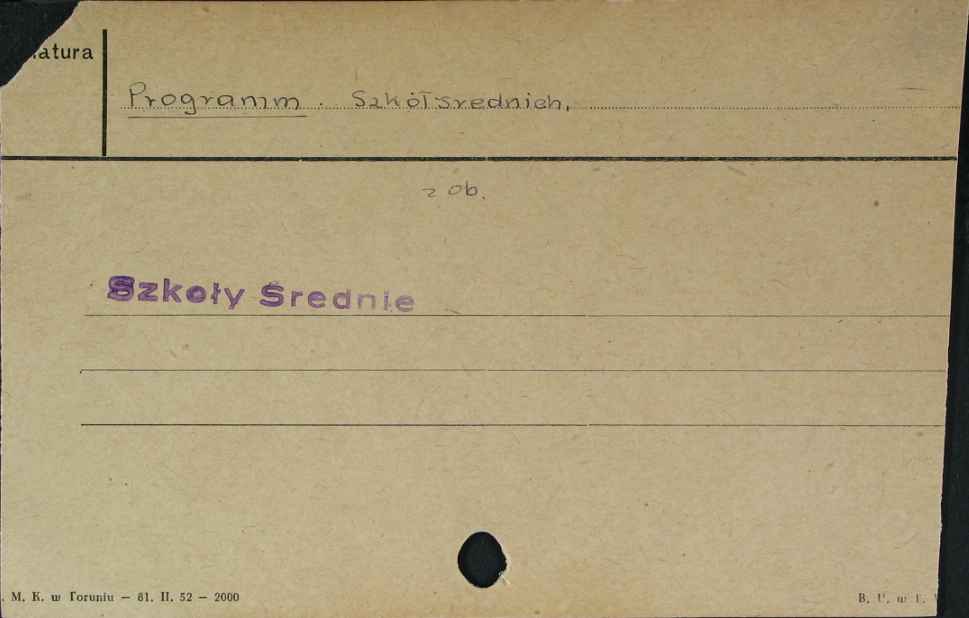 atura
Programm. Szkół średnich,
zob.
Szkoły Średnie
. M. K. w Toruniu — 81. II. 52 — 2000
B. U. w T.